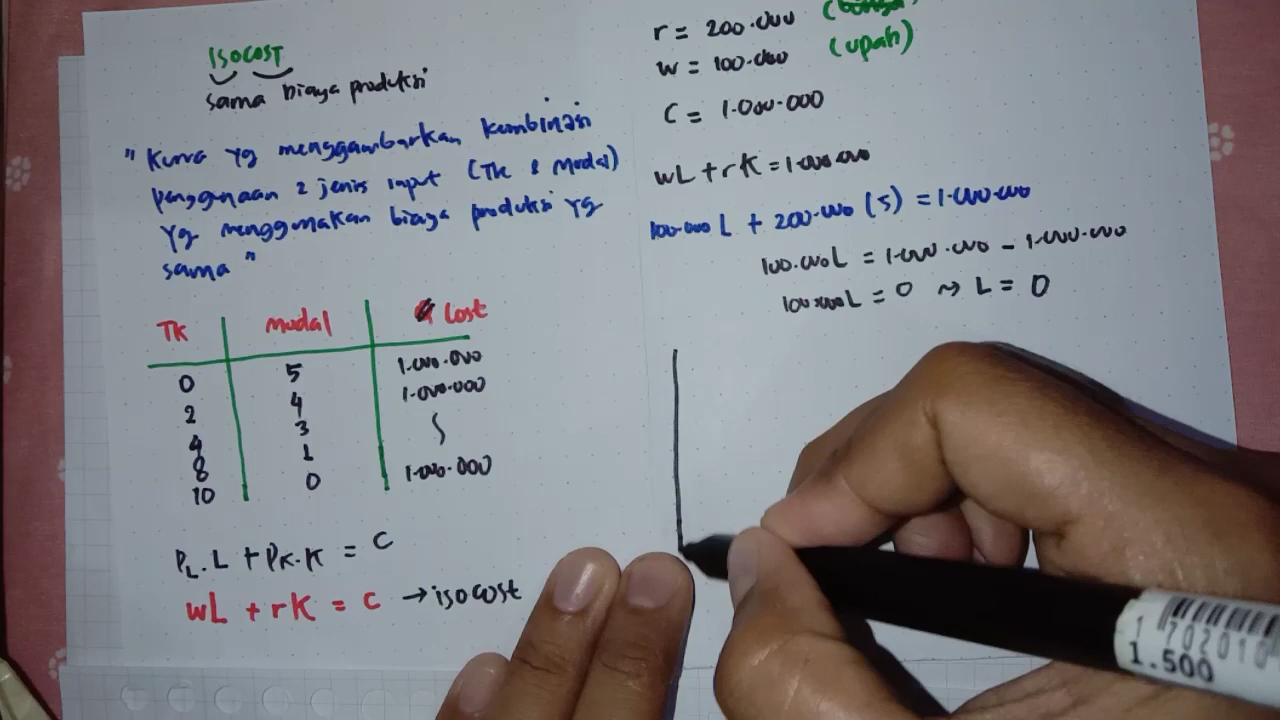 ISOCOST
sama biaya produksi
" Kurva yg menggambarkan kombinasi
penggunaan 2 jenis input (Tk & Modal)
yg menggunakan biaya produksi yg
sama "
Tk modal Cost
0 5 1.000.000
2 4 1.000.000
4 3
8 1
10 0 1.000.000
PL.L + PK.K = C
wL + rK = C → isocost
r = 200.000
w = 100.000 (upah)
C = 1.000.000
wL + rK = 1.000.000
100.000 L + 200.000 (5) = 1.000.000
100.000L = 1.000.000 - 1.000.000
100.000L = 0 ~> L = 0
1 702010
1.500